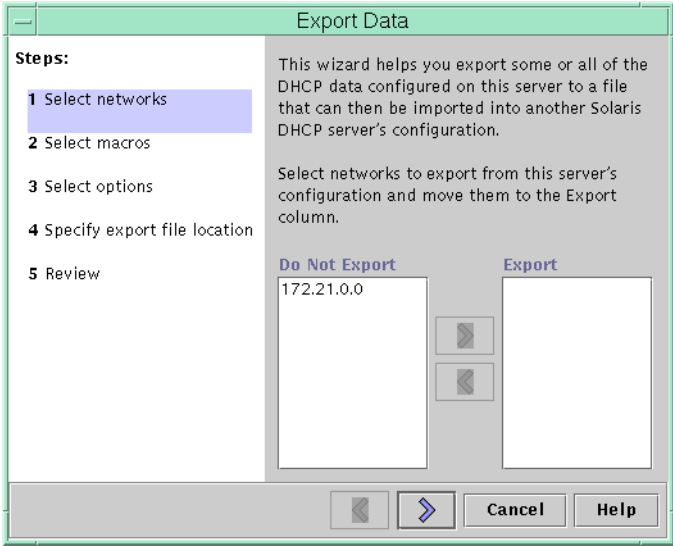 Export Data
Steps:
1 Select networks
2 Select macros
3 Select options
4 Specify export file location
5 Review
This wizard helps you export some or all of the
DHCP data configured on this server to a file
that can then be imported into another Solaris
DHCP server's configuration.
Select networks to export from this server's
configuration and move them to the Export
column.
Do Not Export
Export
172.21.0.0
Cancel
Help